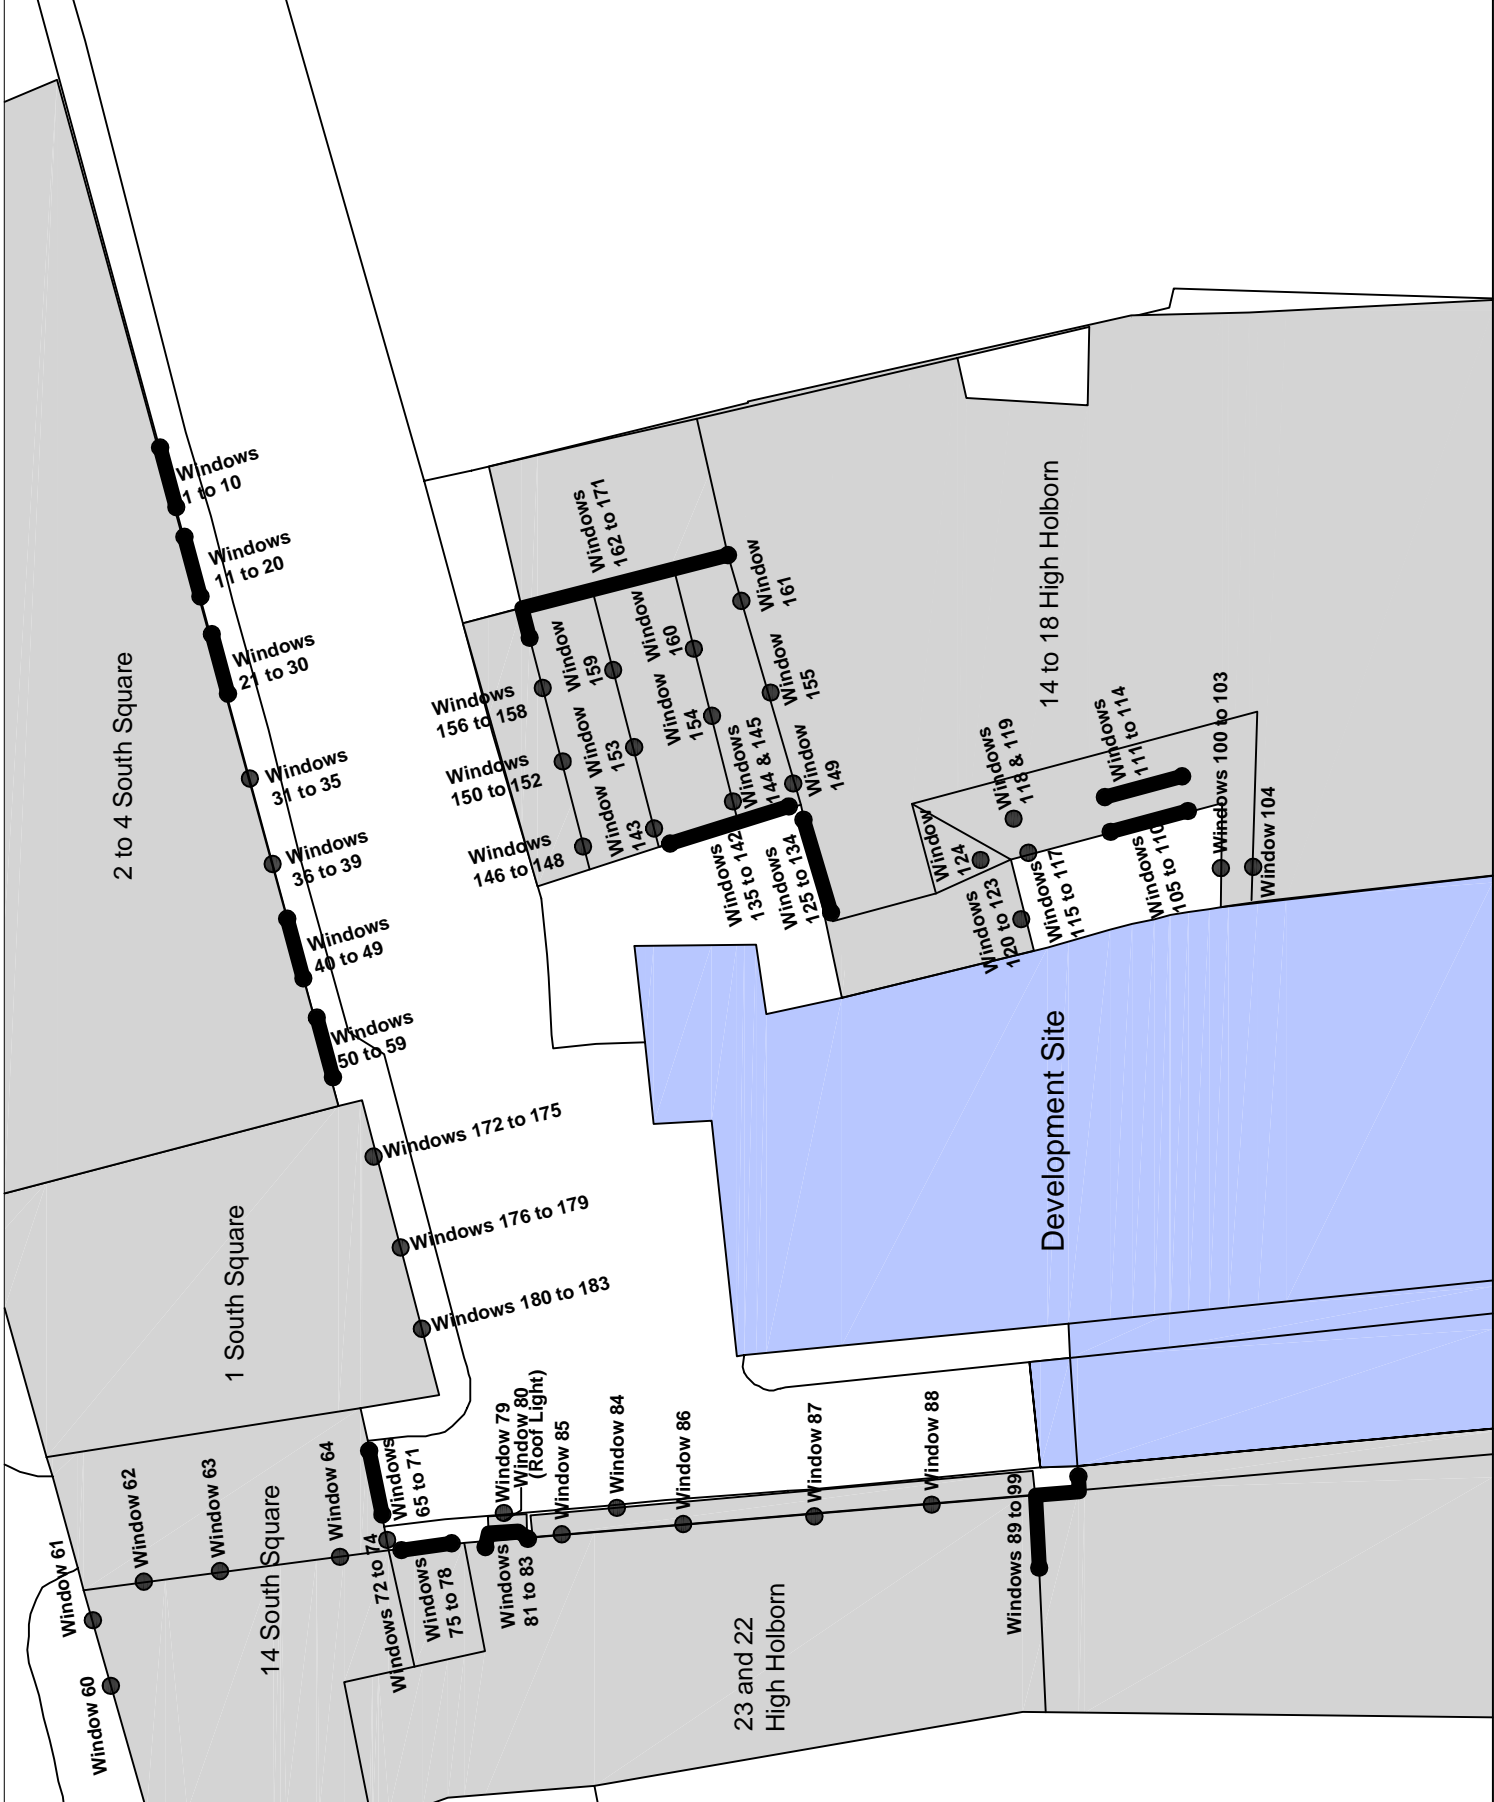 2 to 4 South Square
Windows
1 to 10
Windows
11 to 20
Windows
21 to 30
Windows
31 to 35
Windows
36 to 39
Windows
40 to 49
Windows
50 to 59
1 South Square
Windows 172 to 175
Windows 176 to 179
Windows 180 to 183
14 South Square
Window 60
Window 61
Window 62
Window 63
Window 64
Windows
65 to 71
Windows 72 to 74
Windows
75 to 78
Window 79
Window 80
(Roof Light)
Windows
81 to 83
Window 85
Window 84
Window 86
Window 87
Window 88
Windows 89 to 99
23 and 22
High Holborn
Development Site
14 to 18 High Holborn
Windows
162 to 171
Windows
156 to 158
Windows
150 to 152
Windows
146 to 148
Window
159
Window
153
Window
143
Window
160
Window
154
Windows
144 & 145
Window
161
Window
155
Window
149
Windows
135 to 142
Windows
125 to 134
Window
124
Windows
118 & 119
Windows
120 to 123
Windows
115 to 117
Windows
111 to 114
Windows
105 to 110
Windows 100 to 103
Window 104